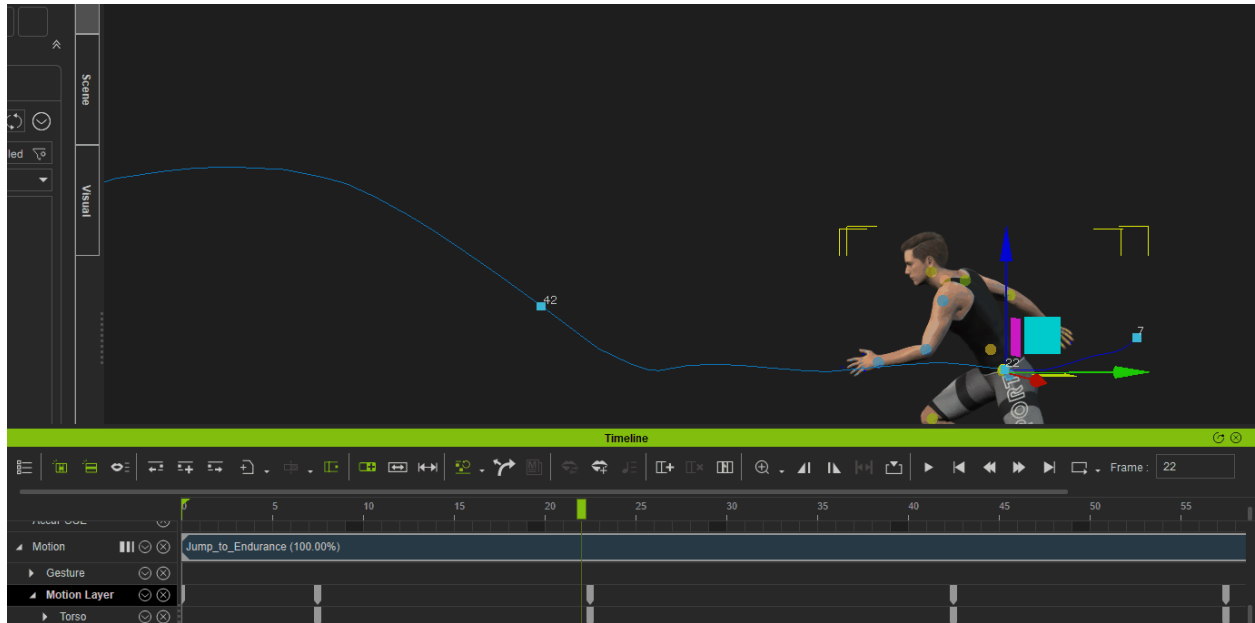 Scene
led
Visual
42
7
22
PORT
Timeline
Frame : 22
0 5 10 15 20 25 30 35 40 45 50 55
Motion
Jump_to_Endurance (100.00%)
Gesture
Motion Layer
Torso